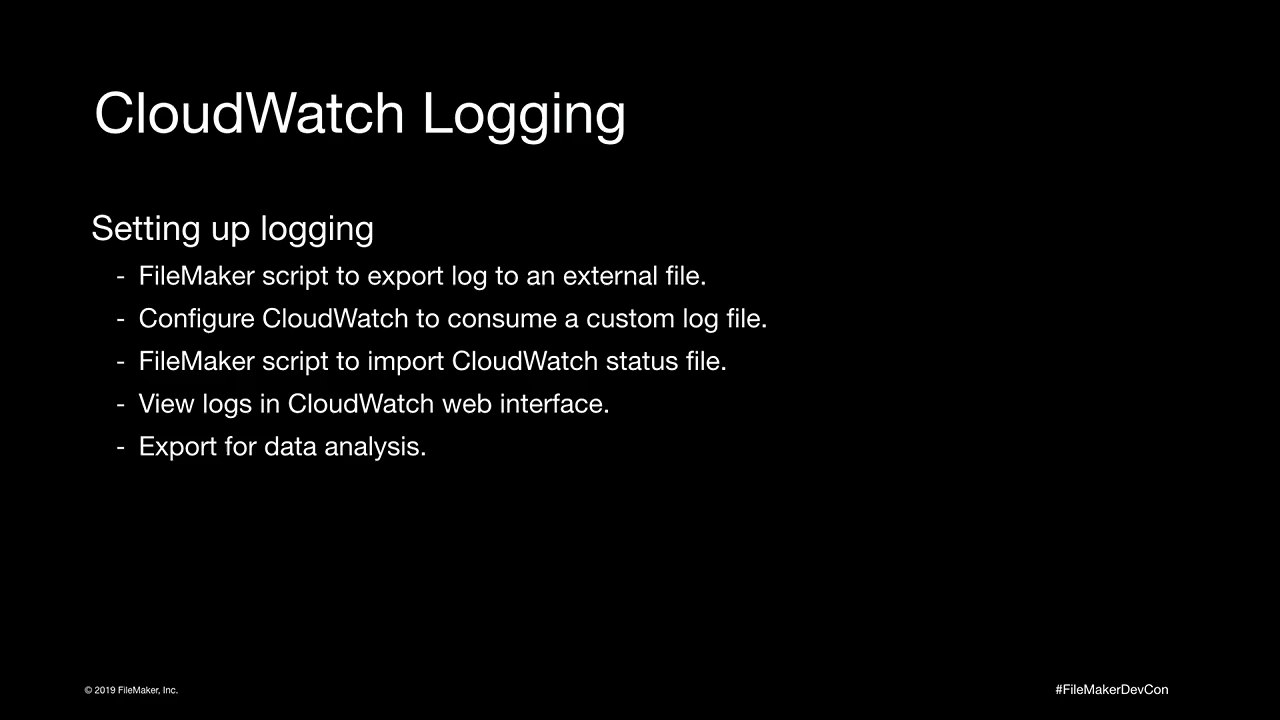 CloudWatch Logging
Setting up logging
- FileMaker script to export log to an external file.
- Configure CloudWatch to consume a custom log file.
- FileMaker script to import CloudWatch status file.
- View logs in CloudWatch web interface.
- Export for data analysis.
© 2019 FileMaker, Inc.
#FileMakerDevCon